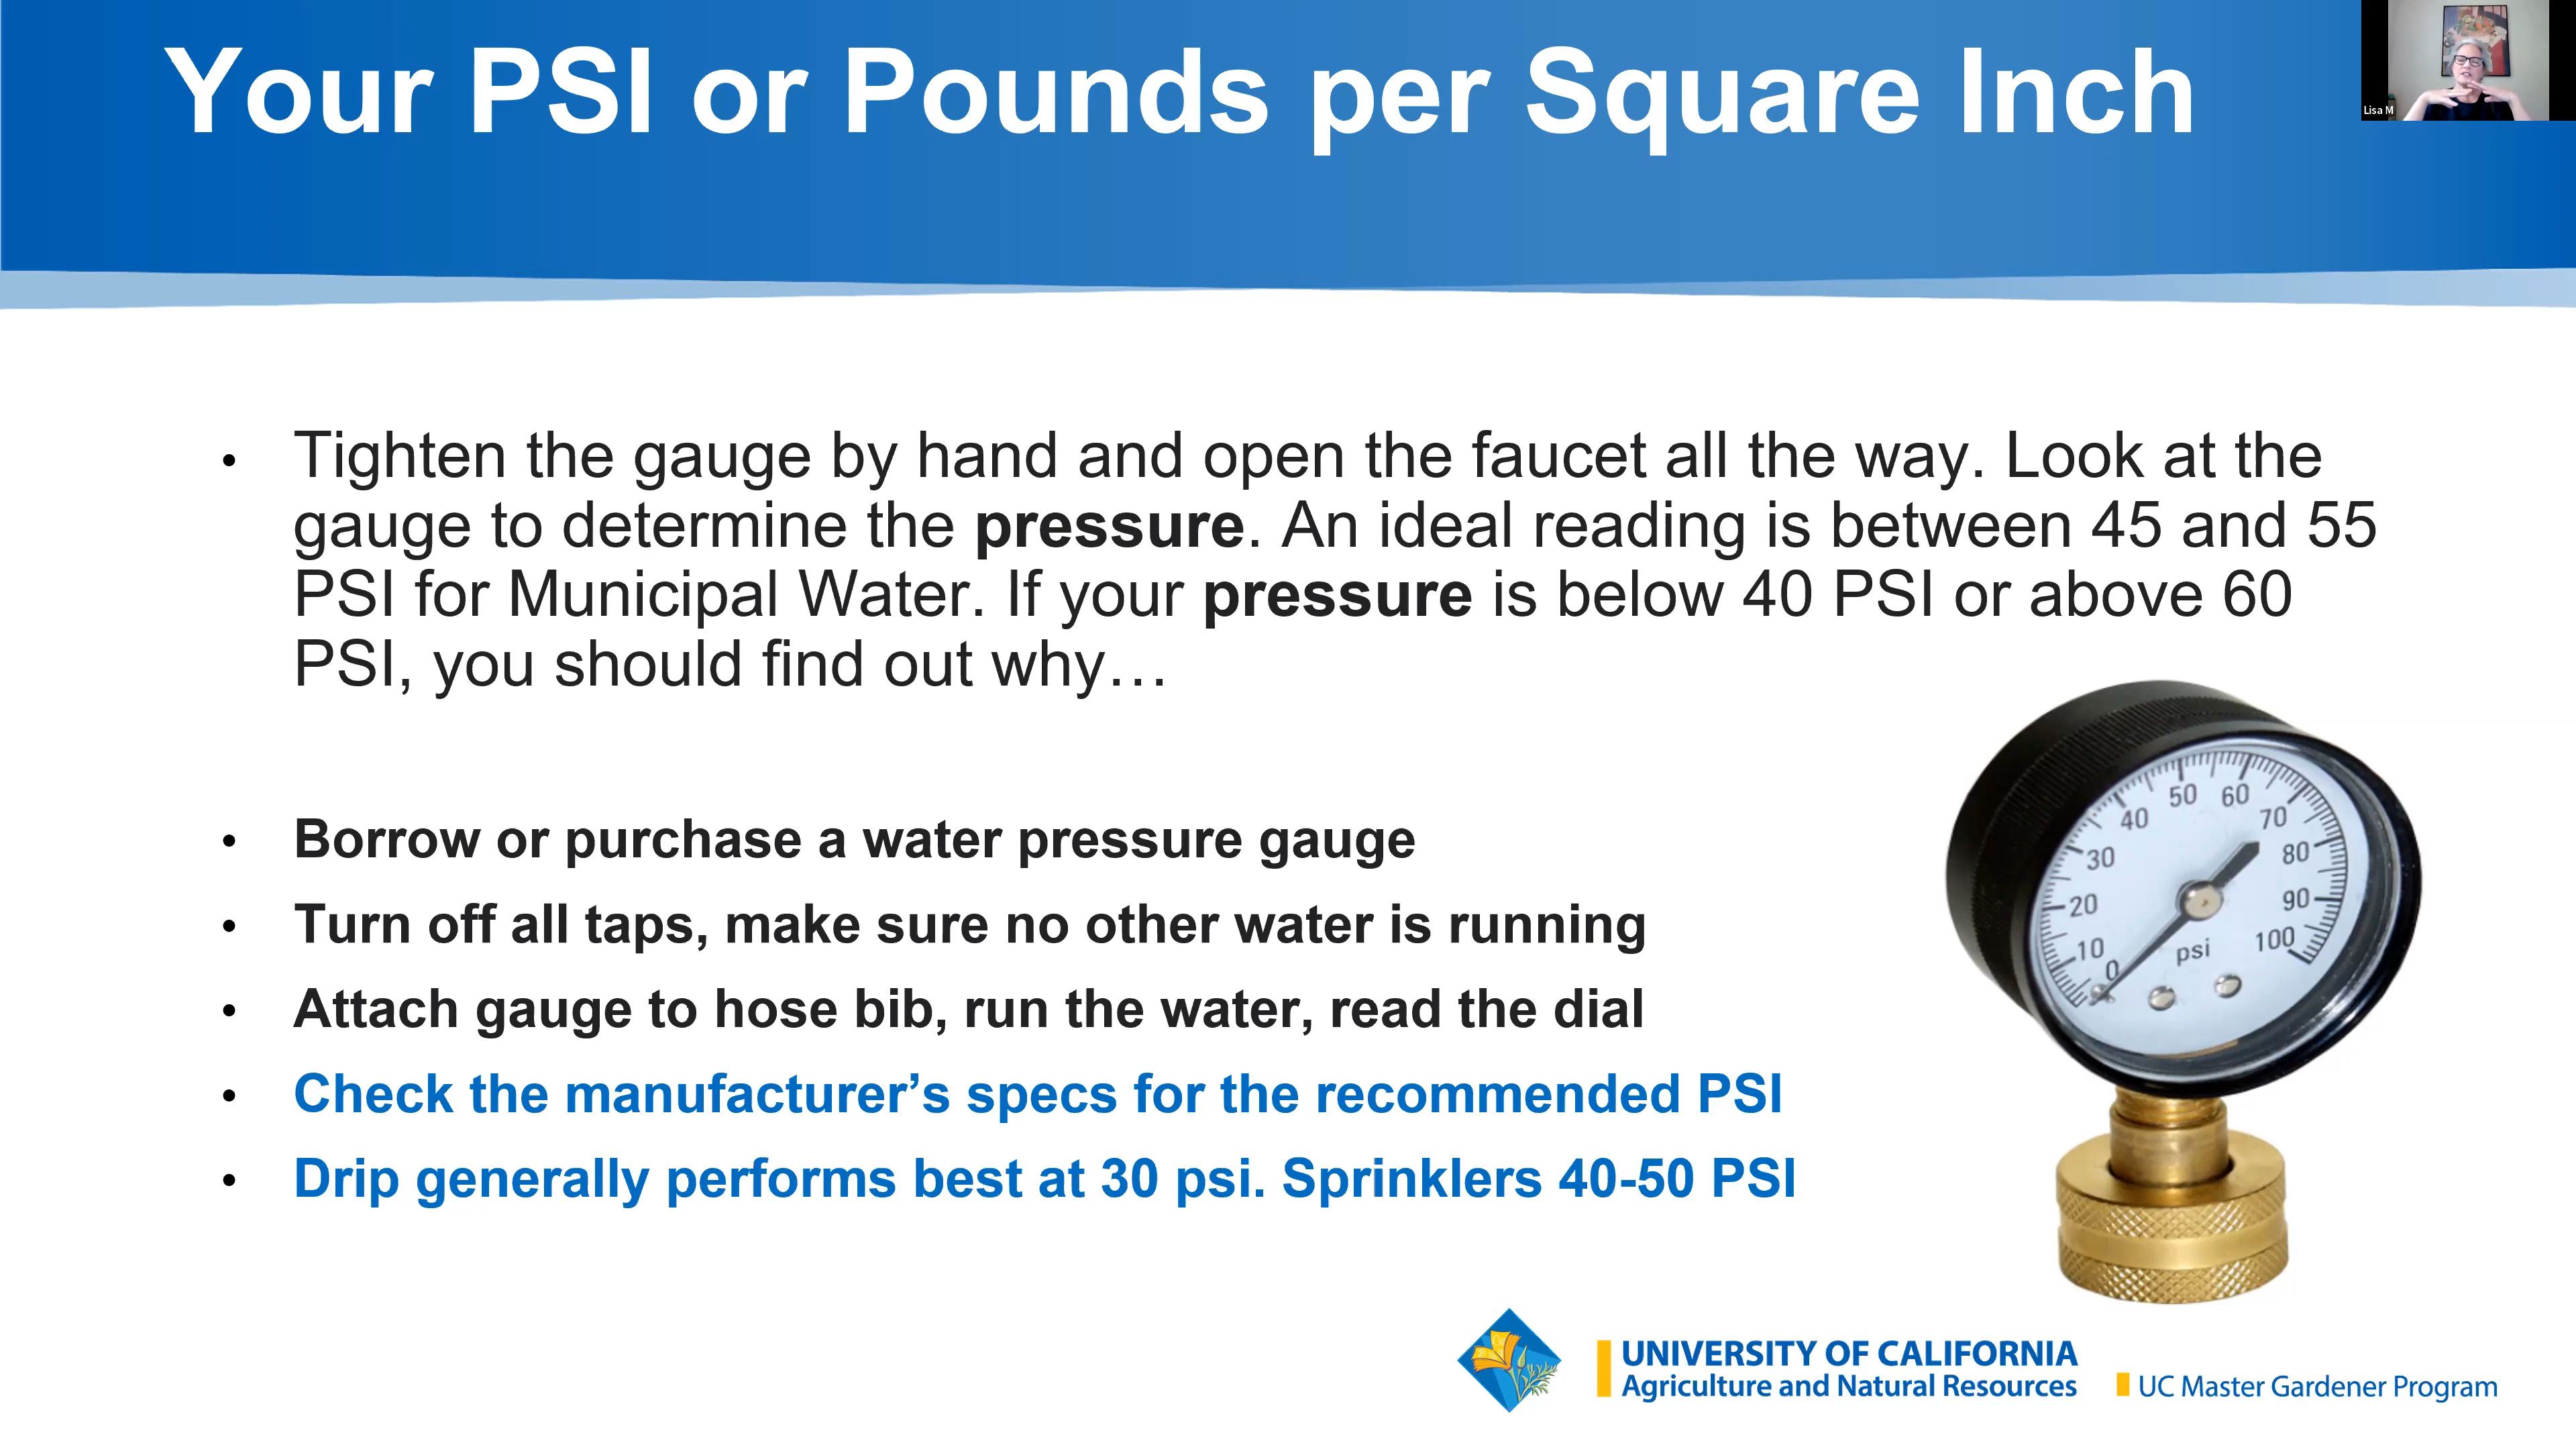 Your PSI or Pounds per Square Inch
Lisa M
• Tighten the gauge by hand and open the faucet all the way. Look at the
gauge to determine the pressure. An ideal reading is between 45 and 55
PSI for Municipal Water. If your pressure is below 40 PSI or above 60
PSI, you should find out why…
• Borrow or purchase a water pressure gauge
• Turn off all taps, make sure no other water is running
• Attach gauge to hose bib, run the water, read the dial
• Check the manufacturer’s specs for the recommended PSI
• Drip generally performs best at 30 psi. Sprinklers 40-50 PSI
0
10
20
30
40
50
60
70
80
90
100
psi
UNIVERSITY OF CALIFORNIA
Agriculture and Natural Resources
UC Master Gardener Program